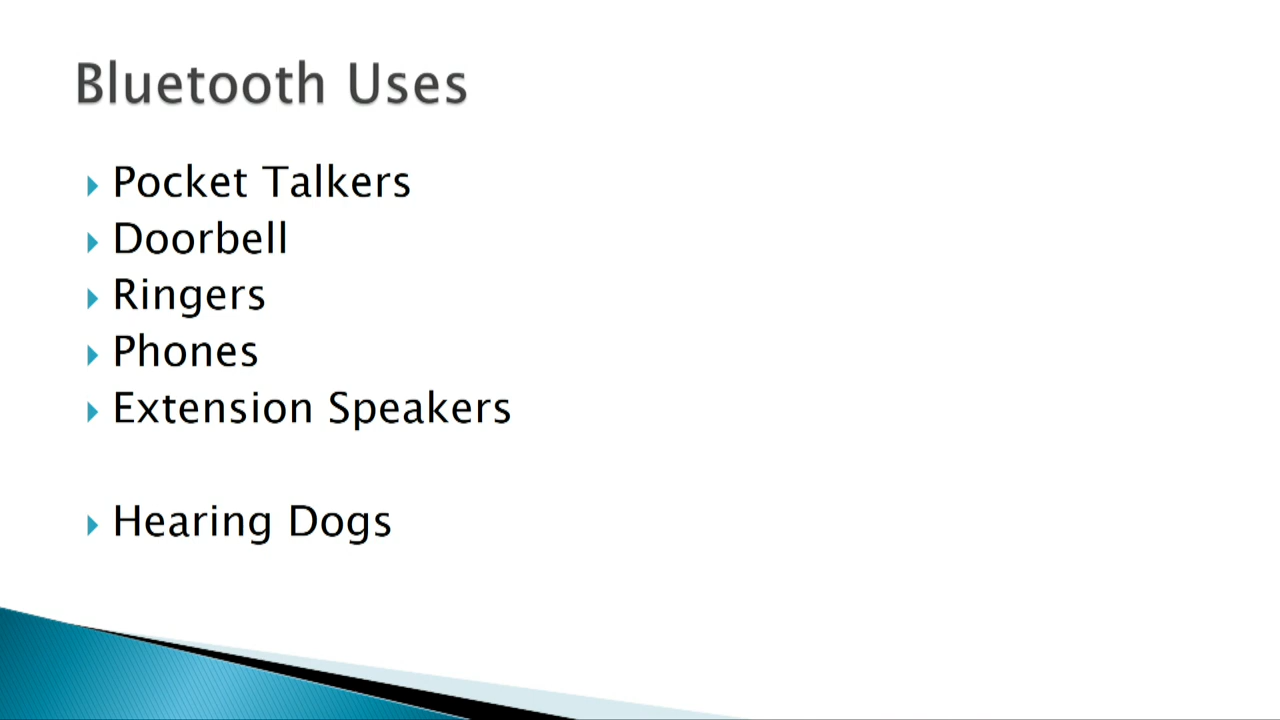 Bluetooth Uses
Pocket Talkers
Doorbell
Ringers
Phones
Extension Speakers
Hearing Dogs